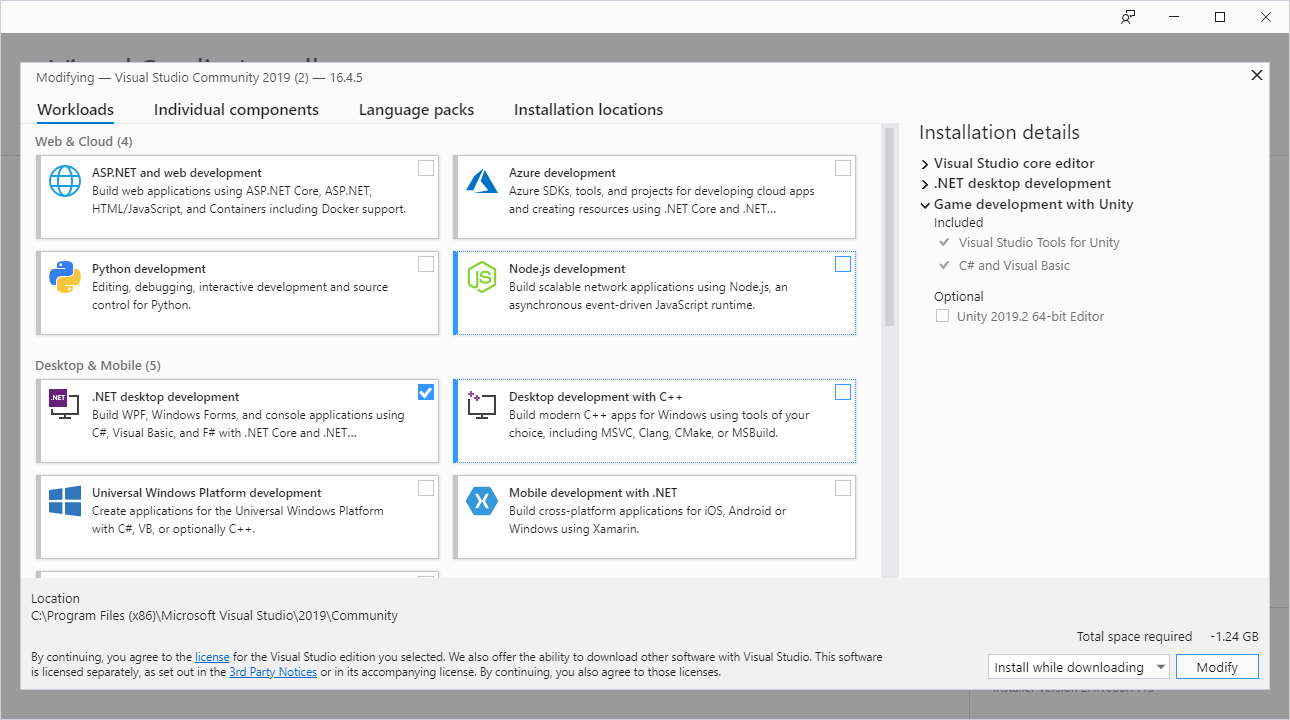 Modifying — Visual Studio Community 2019 (2) — 16.4.5
Workloads
Individual components
Language packs
Installation locations
Web & Cloud (4)
ASP.NET and web development
Build web applications using ASP.NET Core, ASP.NET,
HTML/JavaScript, and Containers including Docker support.
Azure development
Azure SDKs, tools, and projects for developing cloud apps
and creating resources using .NET Core and .NET...
Python development
Editing, debugging, interactive development and source
control for Python.
JS
Node.js development
Build scalable network applications using Node.js, an
asynchronous event-driven JavaScript runtime.
Desktop & Mobile (5)
.NET
.NET desktop development
Build WPF, Windows Forms, and console applications using
C#, Visual Basic, and F# with .NET Core and .NET...
Desktop development with C++
Build modern C++ apps for Windows using tools of your
choice, including MSVC, Clang, CMake, or MSBuild.
Universal Windows Platform development
Create applications for the Universal Windows Platform
with C#, VB, or optionally C++.
Mobile development with .NET
Build cross-platform applications for iOS, Android or
Windows using Xamarin.
Installation details
Visual Studio core editor
.NET desktop development
Game development with Unity
Included
Visual Studio Tools for Unity
C# and Visual Basic
Optional
Unity 2019.2 64-bit Editor
Location
C:\Program Files (x86)\Microsoft Visual Studio\2019\Community
By continuing, you agree to the license for the Visual Studio edition you selected. We also offer the ability to download other software with Visual Studio. This software
is licensed separately, as set out in the 3rd Party Notices or in its accompanying license. By continuing, you also agree to those licenses.
Total space required -1.24 GB
Install while downloading
Modify